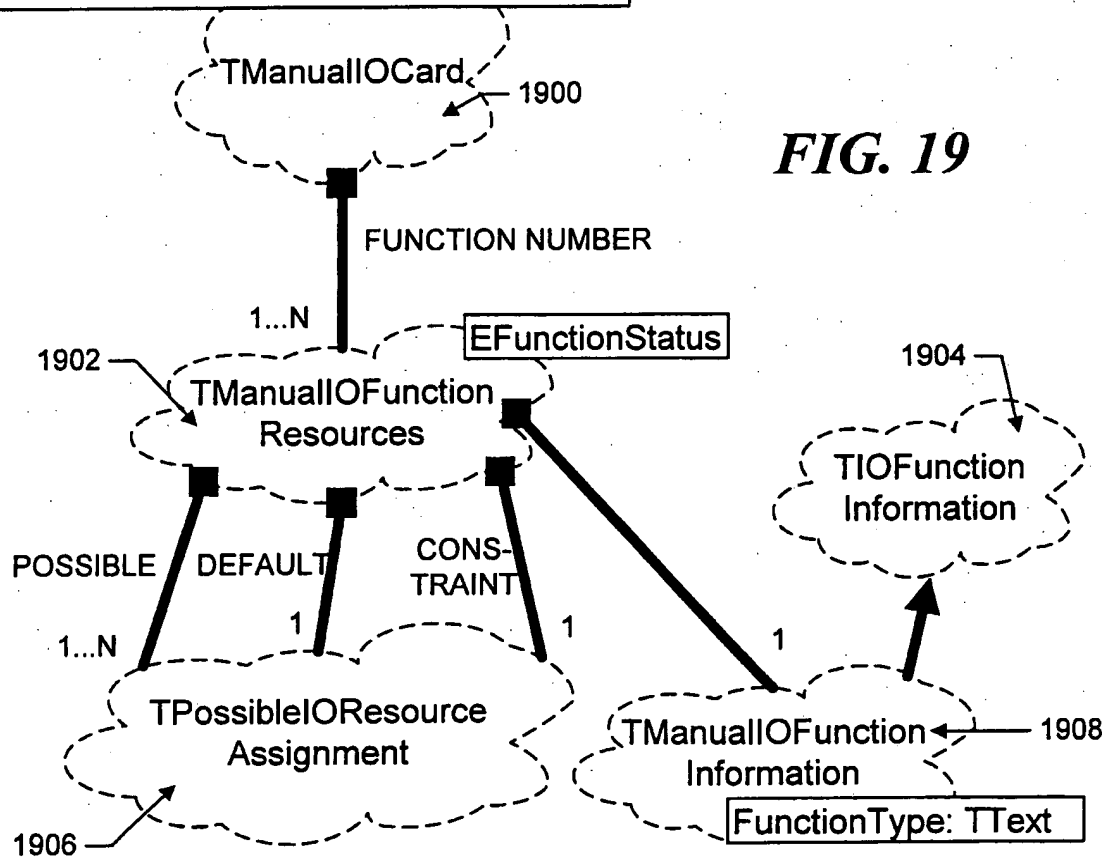 TManualIOCard
1900
FIG. 19
FUNCTION NUMBER
1...N
EFunctionStatus
1902
1904
TManualIOFunction
Resources
TIOFunction
Information
POSSIBLE
DEFAULT
CONS-
TRAINT
1...N
1
1
1
TPossibleIOResource
Assignment
TManualIOFunction
Information
1908
FunctionType: TText
1906